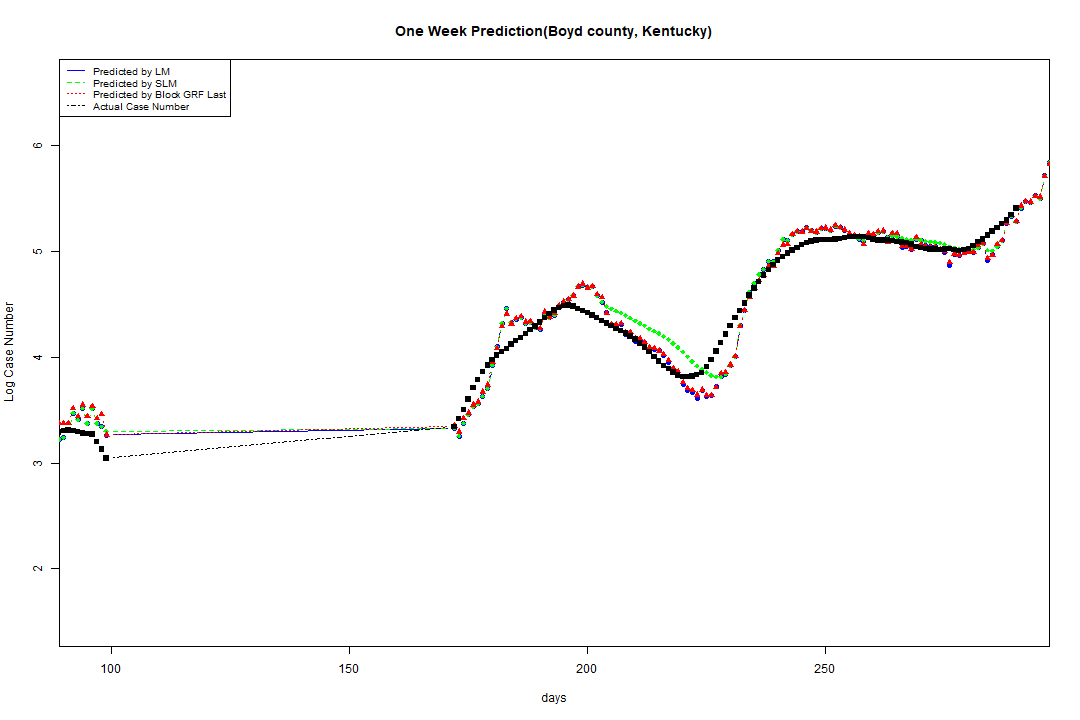 One Week Prediction(Boyd county, Kentucky)
Predicted by LM
Predicted by SLM
Predicted by Block GRF Last
Actual Case Number
Log Case Number
6
5
4
3
2
100 150 200 250
days